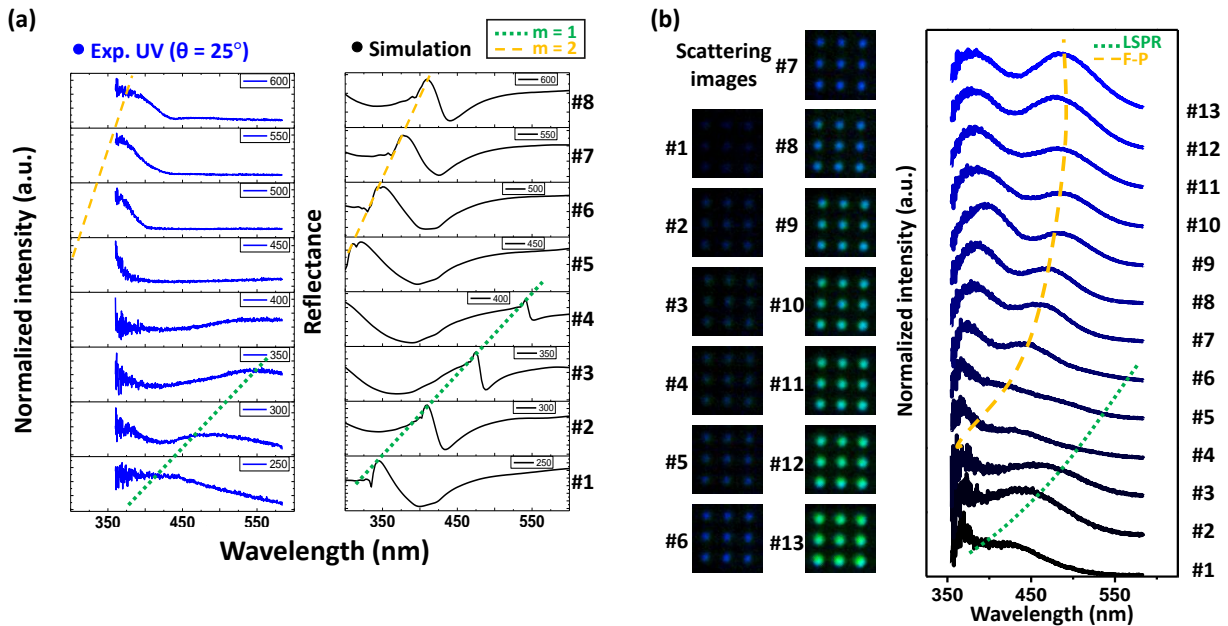 (a)
Exp. UV (θ = 25°)
Simulation
m = 1
m = 2
Normalized intensity (a.u.)
600
550
500
450
400
350
300
250
350 450 550
Reflectance
600
550
500
450
400
350
300
250
350 450 550
#8
#7
#6
#5
#4
#3
#2
#1
Wavelength (nm)
(b)
Scattering
images
#1
#2
#3
#4
#5
#6
#7
#8
#9
#10
#11
#12
#13
Normalized intensity (a.u.)
LSPR
F-P
#13
#12
#11
#10
#9
#8
#7
#6
#5
#4
#3
#2
#1
350 450 550
Wavelength (nm)